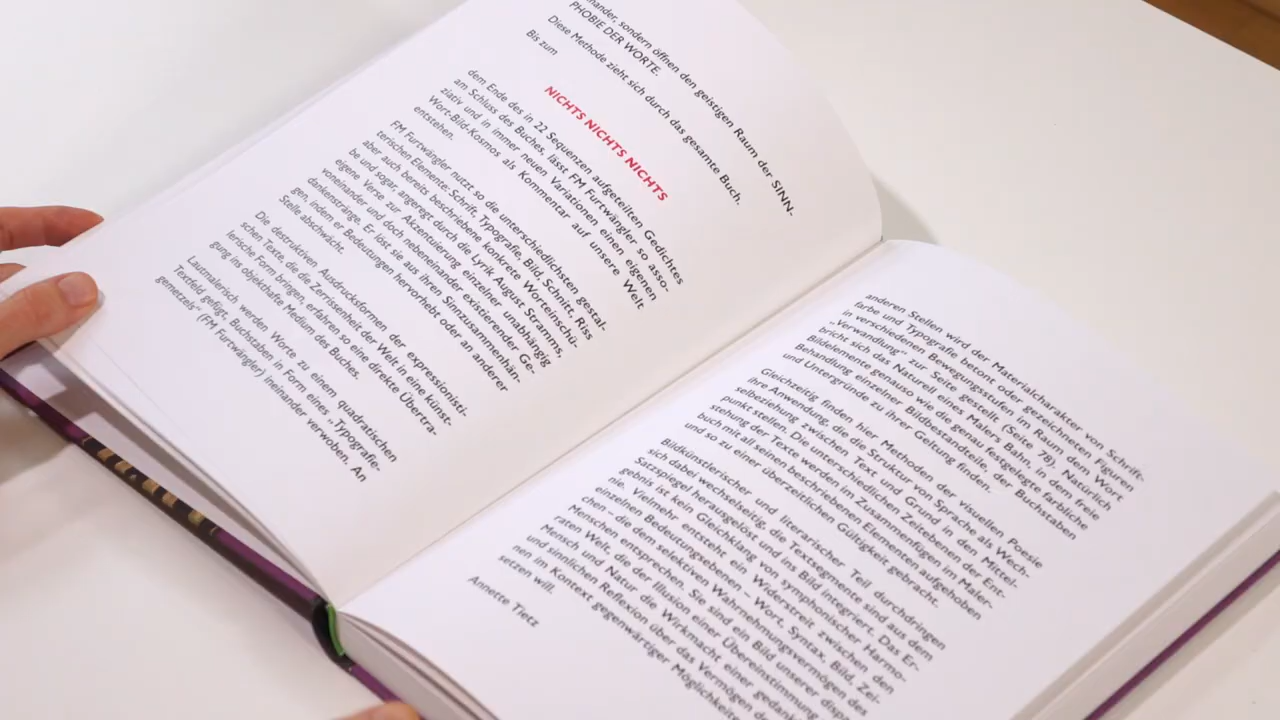 nander, sondern öffnen den geistigen Raum der SINN-
PHOBIE DER WORTE.
Diese Methode zieht sich durch das gesamte Buch.
Bis zum
NICHTS NICHTS NICHTS
dem Ende des in 22 Sequenzen aufgeteilten Gedichtes
am Schluss des Buches, lässt FM Furtwängler so asso-
ziativ und in immer neuen Variationen einen eigenen
Wort-Bild-Kosmos als Kommentar auf unsere Welt
entstehen.
FM Furtwängler nutzt so die unterschiedlichsten gestal-
terischen Elemente: Schrift, Typografie, Bild, Schnitt, Riss
aber auch bereits beschriebene konkrete Worteinschü-
be und sogar, angeregt durch die Lyrik August Stramms,
eigene Verse zur Akzentuierung einzelner unabhängig
voneinander und doch nebeneinander existierender Ge-
dankenstränge. Er löst sie aus ihren Sinnzusammenhän-
gen, indem er Bedeutungen hervorhebt oder an anderer
Stelle abschwächt.
Die destruktiven Ausdrucksformen der expressionisti-
schen Texte, die die Zerrissenheit der Welt in eine künst-
lerische Form bringen, erfahren so eine direkte Übertra-
gung ins objekthafte Medium des Buches.
Lautmalerisch werden Worte zu einem quadratischen
Textfeld gefügt, Buchstaben in Form eines „Typografie-
gemetzels“ (FM Furtwängler) ineinander verwoben. An
anderen Stellen wird der Materialcharakter von Schrift-
farbe und Typografie betont oder gezeichneten Figuren
in verschiedenen Bewegungsstufen im Raum dem Wort
„Verwandlung“ zur Seite gestellt (Seite 78). Natürlich
bricht sich das Naturell eines Malers Bahn, in dem freie
Bildelemente genauso wie die genau festgelegte farbliche
Behandlung einzelner Bildbestandteile, der Buchstaben
und Untergründe zu ihrer Geltung finden.
Gleichzeitig finden hier Methoden der visuellen Poesie
ihre Anwendung, die die Struktur von Sprache als Wech-
selbeziehung zwischen Text und Grund in den Mittel-
punkt stellen. Die unterschiedlichen Zeitebenen der Ent-
stehung der Texte werden im Zusammenfügen im Maler-
buch mit all seinen beschriebenen Elementen aufgehoben
und so zu einer überzeitlichen Gültigkeit gebracht.
Bildkünstlerischer und literarischer Teil durchdringen
sich dabei wechselseitig, die Textsegmente sind aus dem
Satzspiegel herausgelöst und ins Bild integriert. Das Er-
gebnis ist kein Gleichklang von symphonischer Harmo-
nie. Vielmehr entsteht ein Widerstreit zwischen den
einzelnen Bedeutungsebenen – Wort, Syntax, Bild, Zei-
chen – die dem selektiven Wahrnehmungsvermögen des
Menschen entsprechen. Sie sind ein Bild unserer dispa-
raten Welt, die der Illusion einer Übereinstimmung
Mensch und Natur die Wirkmacht einer
und sinnlichen Reflexion über das Vermögen
nen im Kontext gegenwärtiger
setzen will.
Annette Tietz